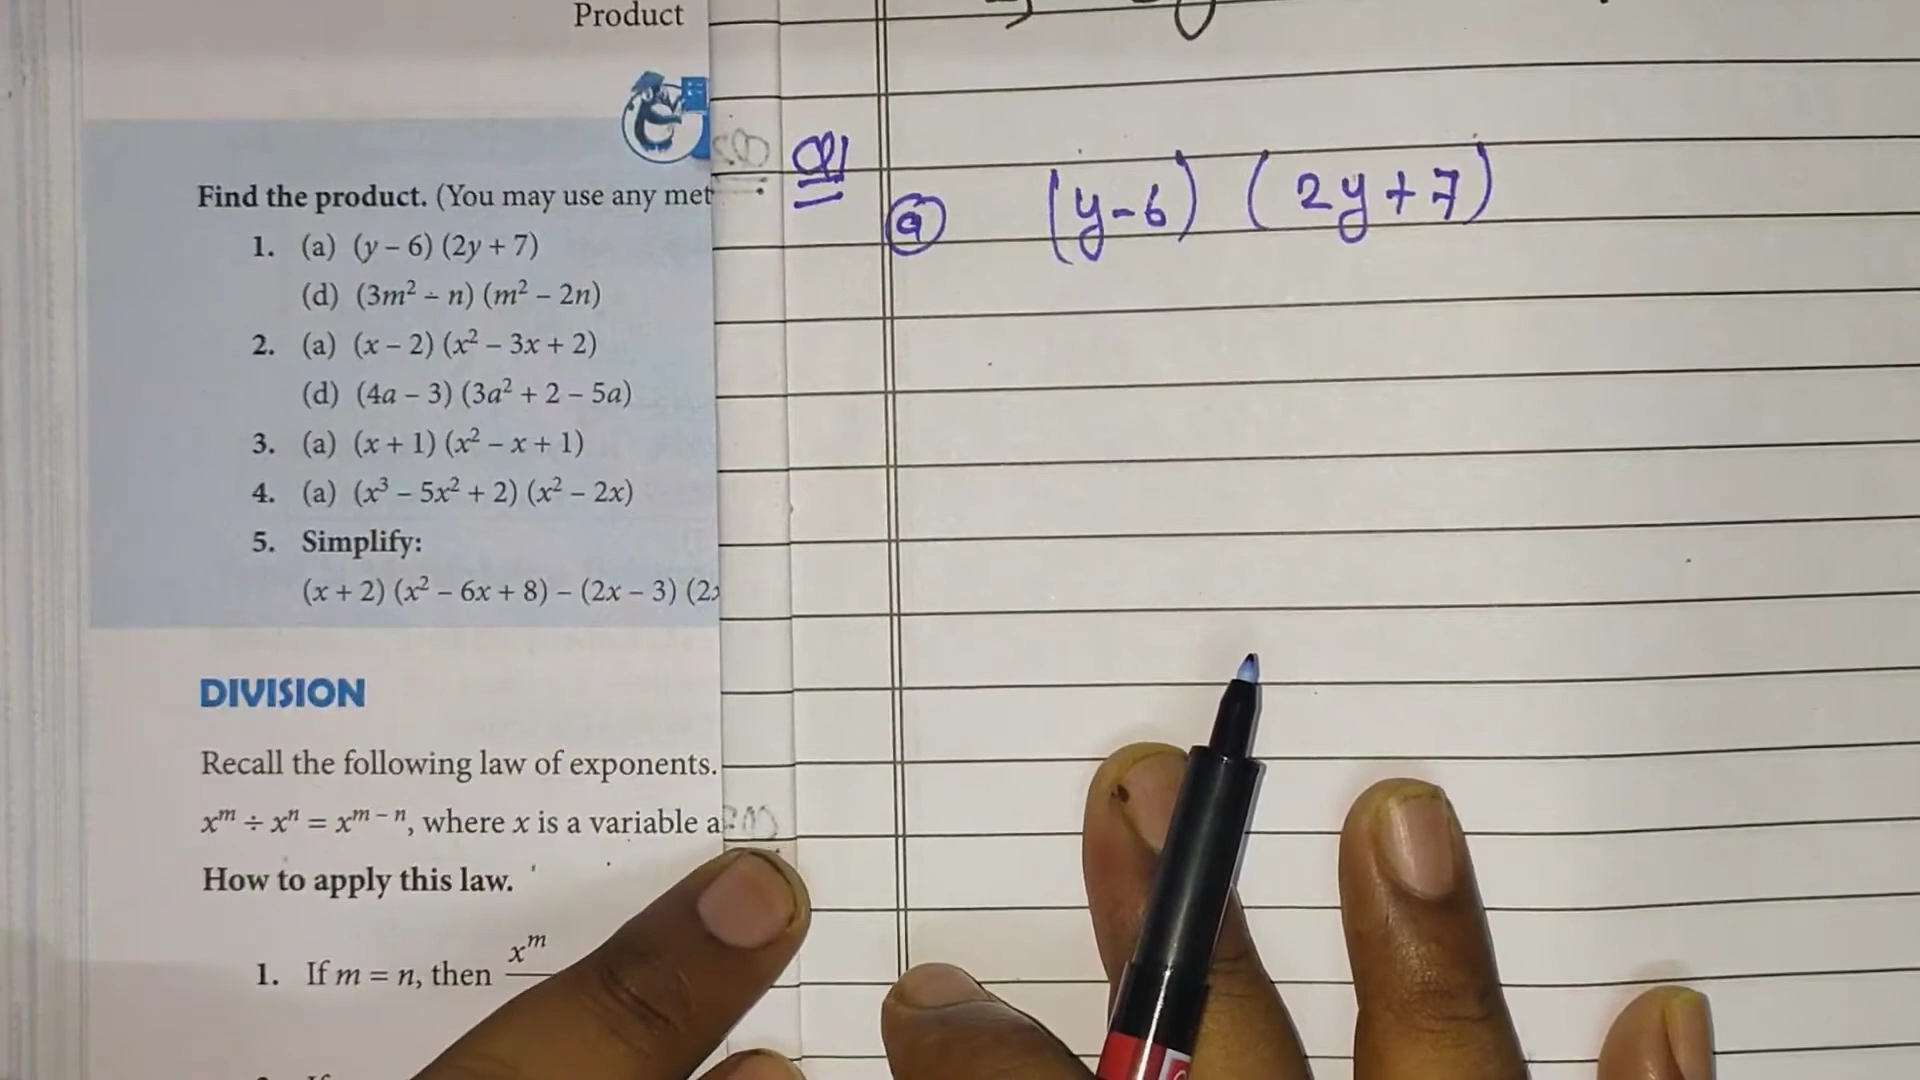 Product
Find the product. (You may use any met
1. (a) (y – 6) (2y + 7)
(d) (3m² – n) (m² – 2n)
2. (a) (x – 2) (x² – 3x + 2)
(d) (4a – 3) (3a² + 2 – 5a)
3. (a) (x + 1) (x² – x + 1)
4. (a) (x³ – 5x² + 2) (x² – 2x)
5. Simplify:
(x + 2) (x² – 6x + 8) – (2x – 3) (2x
DIVISION
Recall the following law of exponents.
xᵐ ÷ xⁿ = xᵐ ⁻ ⁿ, where x is a variable a
How to apply this law.
1. If m = n, then xᵐ
Q1
(a) (y-6) (2y+7)